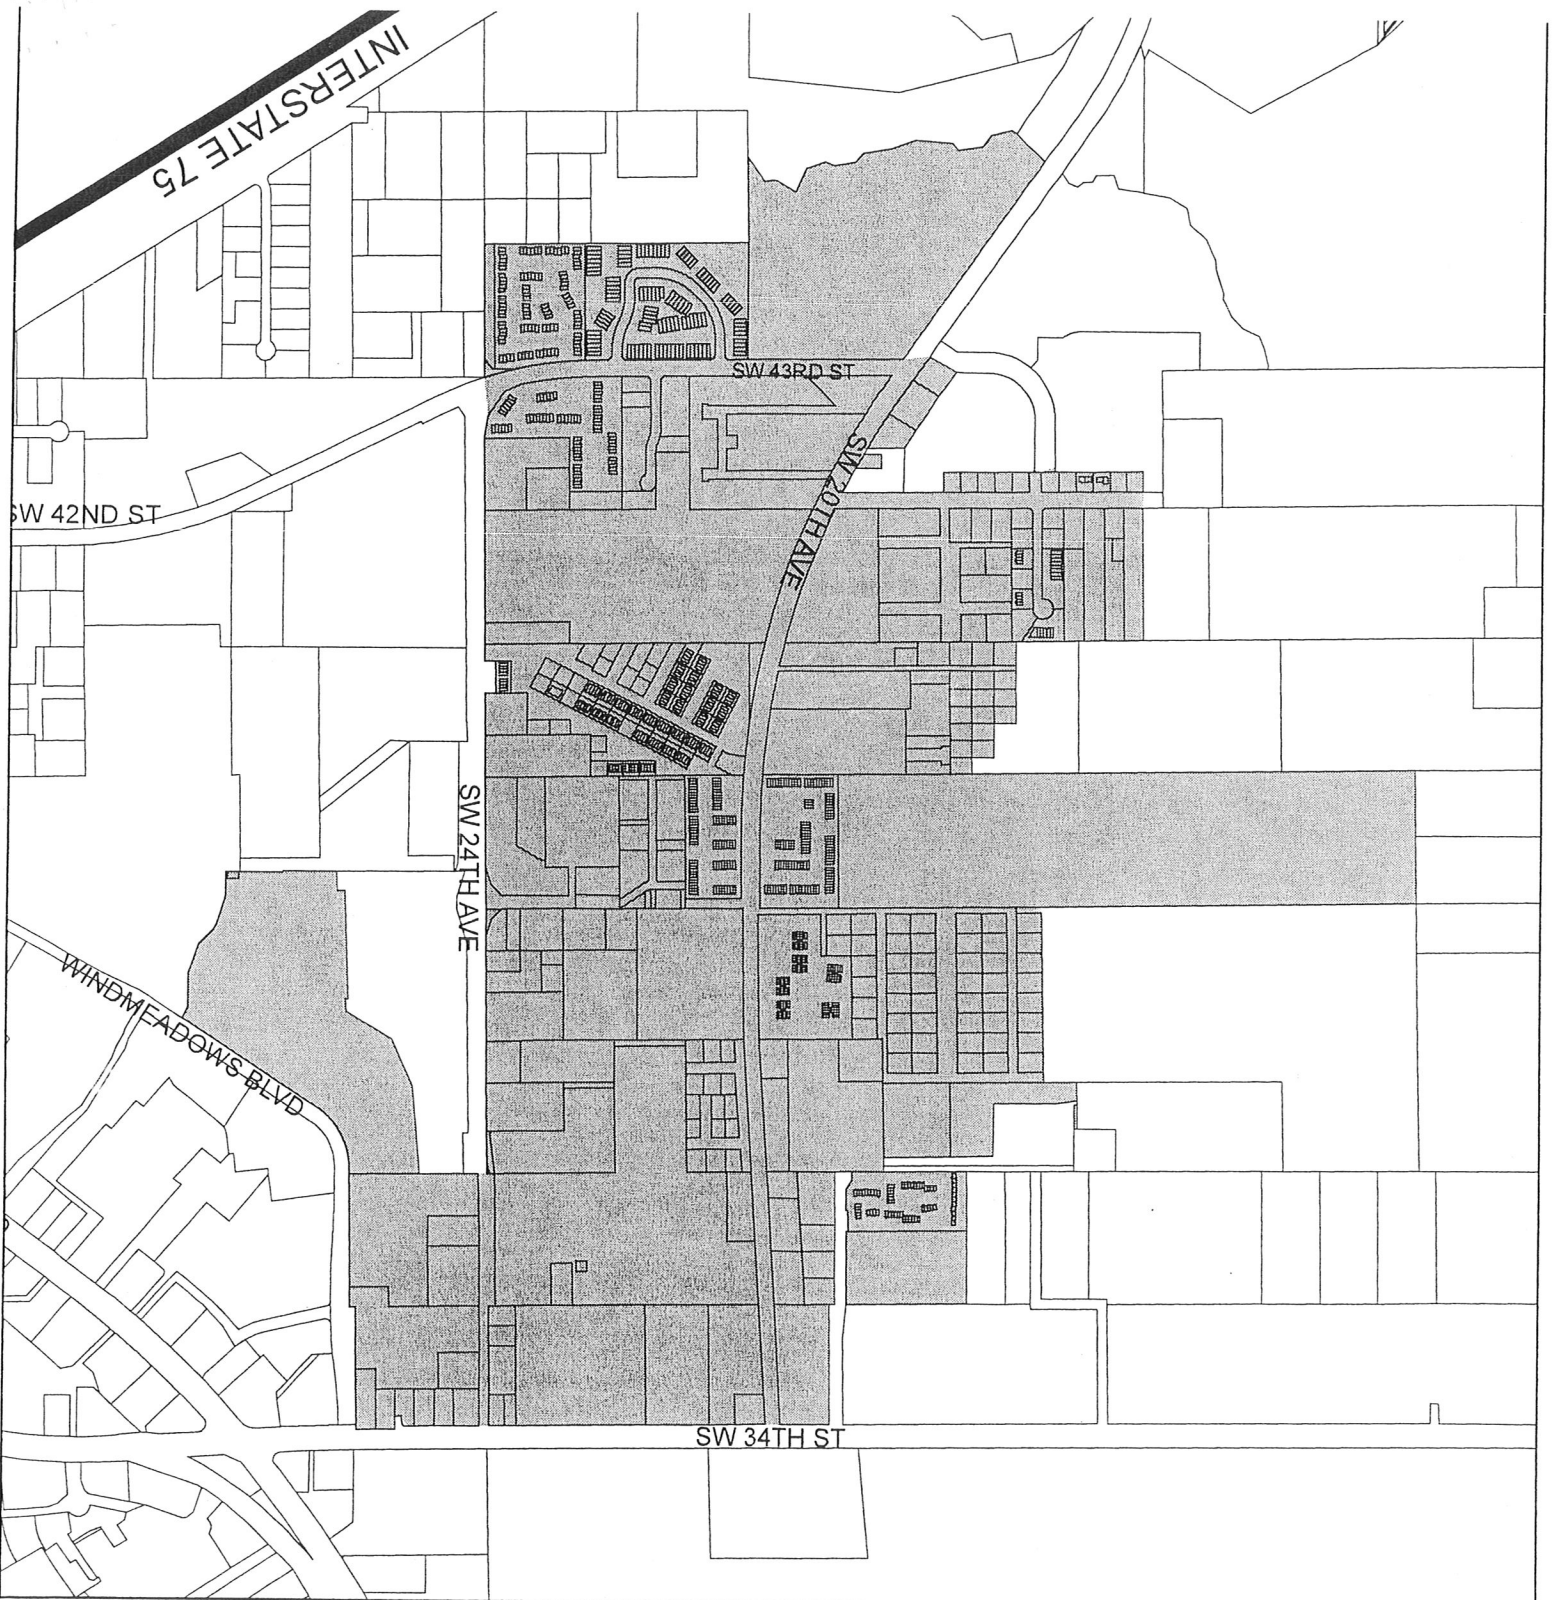 INTERSTATE 75
SW 43RD ST
SW 20TH AVE
SW 42ND ST
SW 24TH AVE
WINDMEADOWS BLVD
SW 34TH ST